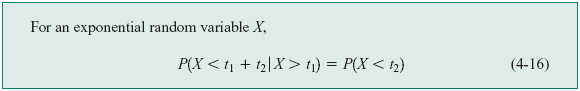 For an exponential random variable X,
P(X < t₁ + t₂|X > t₁) = P(X < t₂) (4-16)